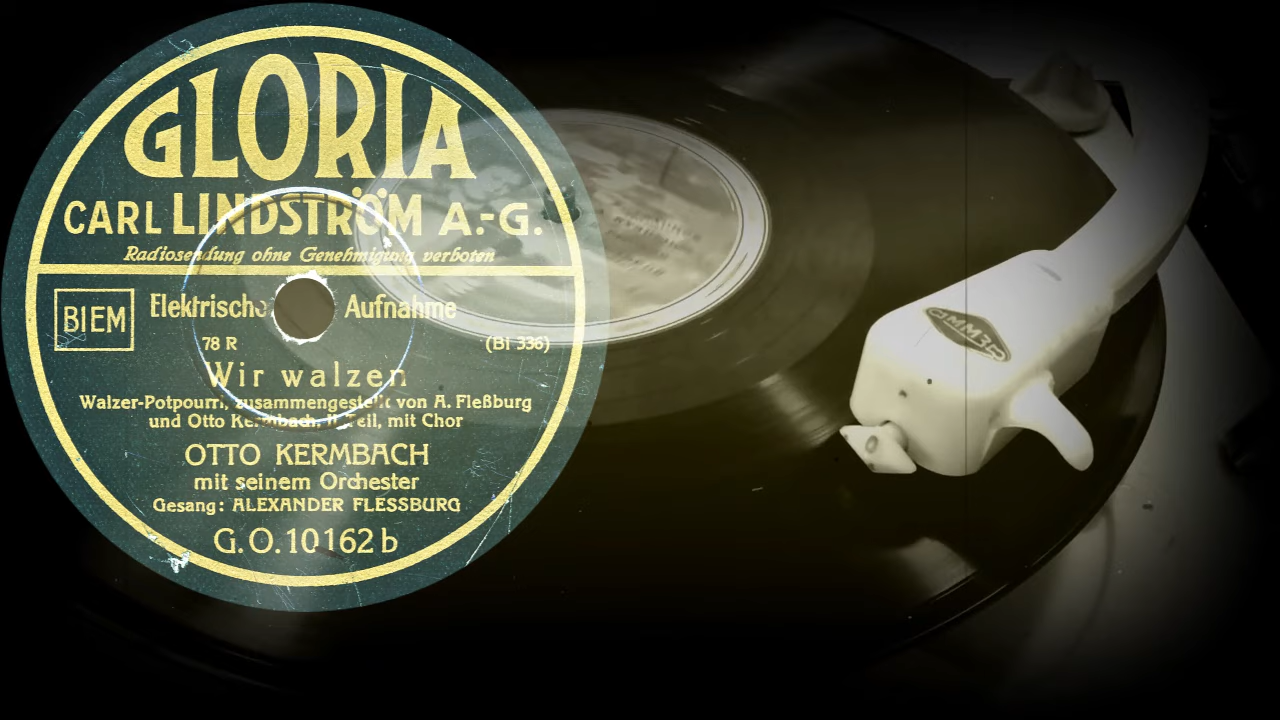 GLORIA
CARL LINDSTRÖM A.-G.
Radiosendung ohne Genehmigung verboten
BIEM
Elektrische Aufnahme
78 R (Bi 336)
Wir walzen
Walzer-Potpourri, zusammengestellt von A. Fleßburg
und Otto Kermbach. II. Teil, mit Chor
OTTO KERMBACH
mit seinem Orchester
Gesang: ALEXANDER FLESSBURG
G.O. 10162 b